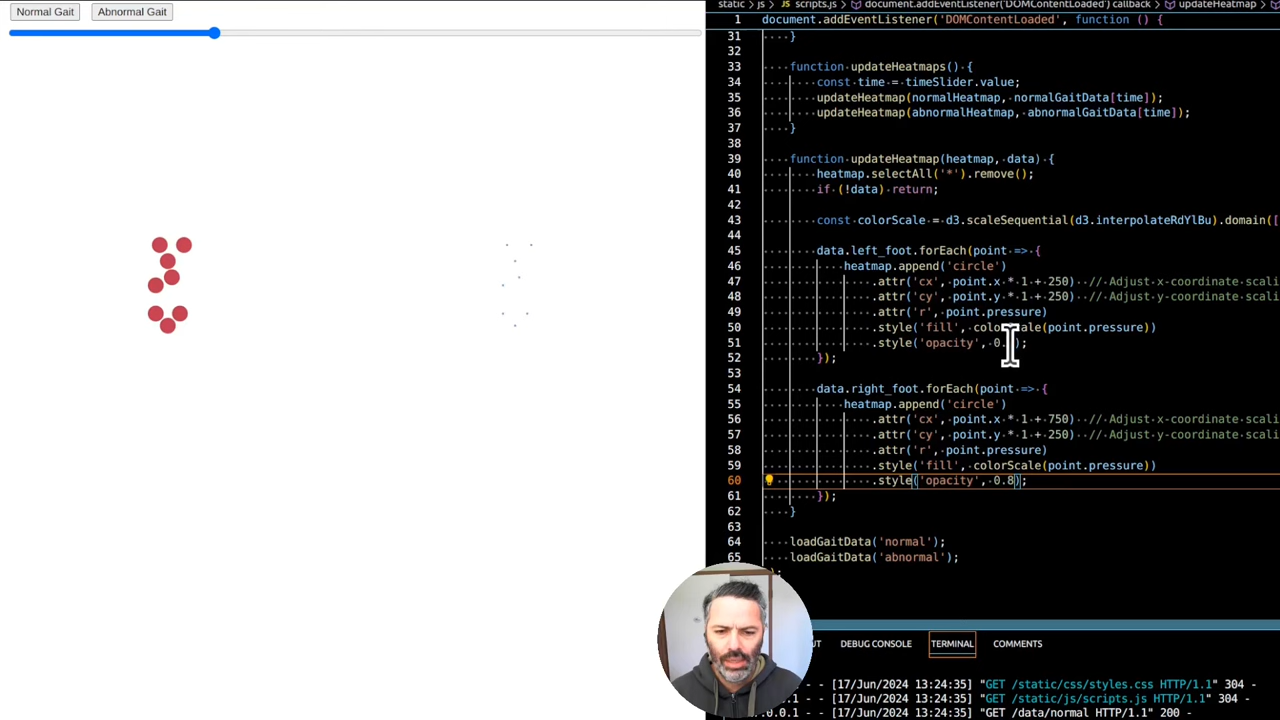 Normal Gait Abnormal Gait
static > js > JS scripts.js > document.addEventListener('DOMContentLoaded') callback > updateHeatmap
1 document.addEventListener('DOMContentLoaded', function () {
31 }
32
33 function updateHeatmaps() {
34 const time = timeSlider.value;
35 updateHeatmap(normalHeatmap, normalGaitData[time]);
36 updateHeatmap(abnormalHeatmap, abnormalGaitData[time]);
37 }
38
39 function updateHeatmap(heatmap, data) {
40 heatmap.selectAll('*').remove();
41 if (!data) return;
42
43 const colorScale = d3.scaleSequential(d3.interpolateRdYlBu).domain([
44
45 data.left_foot.forEach(point => {
46 heatmap.append('circle')
47 .attr('cx', point.x * 1 + 250) // Adjust x-coordinate scali
48 .attr('cy', point.y * 1 + 250) // Adjust y-coordinate scali
49 .attr('r', point.pressure)
50 .style('fill', colorScale(point.pressure))
51 .style('opacity', 0. );
52 });
53
54 data.right_foot.forEach(point => {
55 heatmap.append('circle')
56 .attr('cx', point.x * 1 + 750) // Adjust x-coordinate scali
57 .attr('cy', point.y * 1 + 250) // Adjust y-coordinate scali
58 .attr('r', point.pressure)
59 .style('fill', colorScale(point.pressure))
60 .style('opacity', 0.8);
61 });
62 }
63
64 loadGaitData('normal');
65 loadGaitData('abnormal');
);
UT DEBUG CONSOLE TERMINAL COMMENTS
- - [17/Jun/2024 13:24:35] "GET /static/css/styles.css HTTP/1.1" 304 -
.1 - - [17/Jun/2024 13:24:35] "GET /static/js/scripts.js HTTP/1.1" 304 -
.0.0.1 - - [17/Jun/2024 13:24:35] "GET /data/normal HTTP/1.1" 200 -